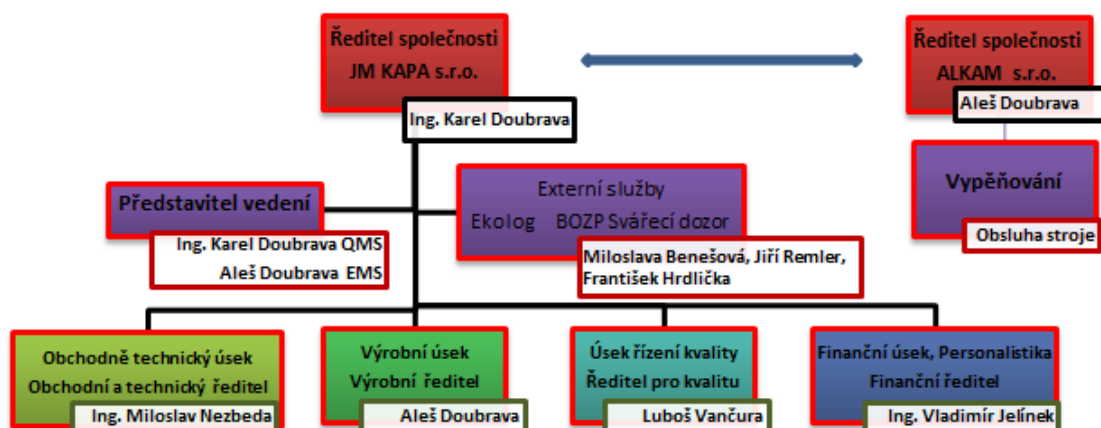 Ředitel společnosti
JM KAPA s.r.o.
Ing. Karel Doubrava
Ředitel společnosti
ALKAM s.r.o.
Aleš Doubrava
Představitel vedení
Ing. Karel Doubrava QMS
Aleš Doubrava EMS
Externí služby
Ekolog BOZP Svářecí dozor
Miloslava Benešová, Jiří Remler,
František Hrdlička
Vypěňování
Obsluha stroje
Obchodně technický úsek
Obchodní a technický ředitel
Ing. Miloslav Nezbeda
Výrobní úsek
Výrobní ředitel
Aleš Doubrava
Úsek řízení kvality
Ředitel pro kvalitu
Luboš Vančura
Finanční úsek, Personalistika
Finanční ředitel
Ing. Vladimír Jelínek